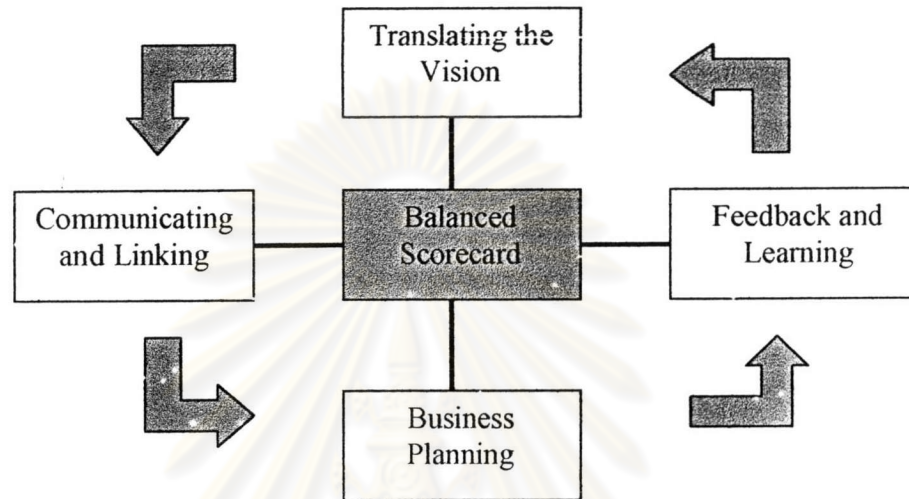 Translating the
Vision
Communicating
and Linking
Balanced
Scorecard
Feedback and
Learning
Business
Planning